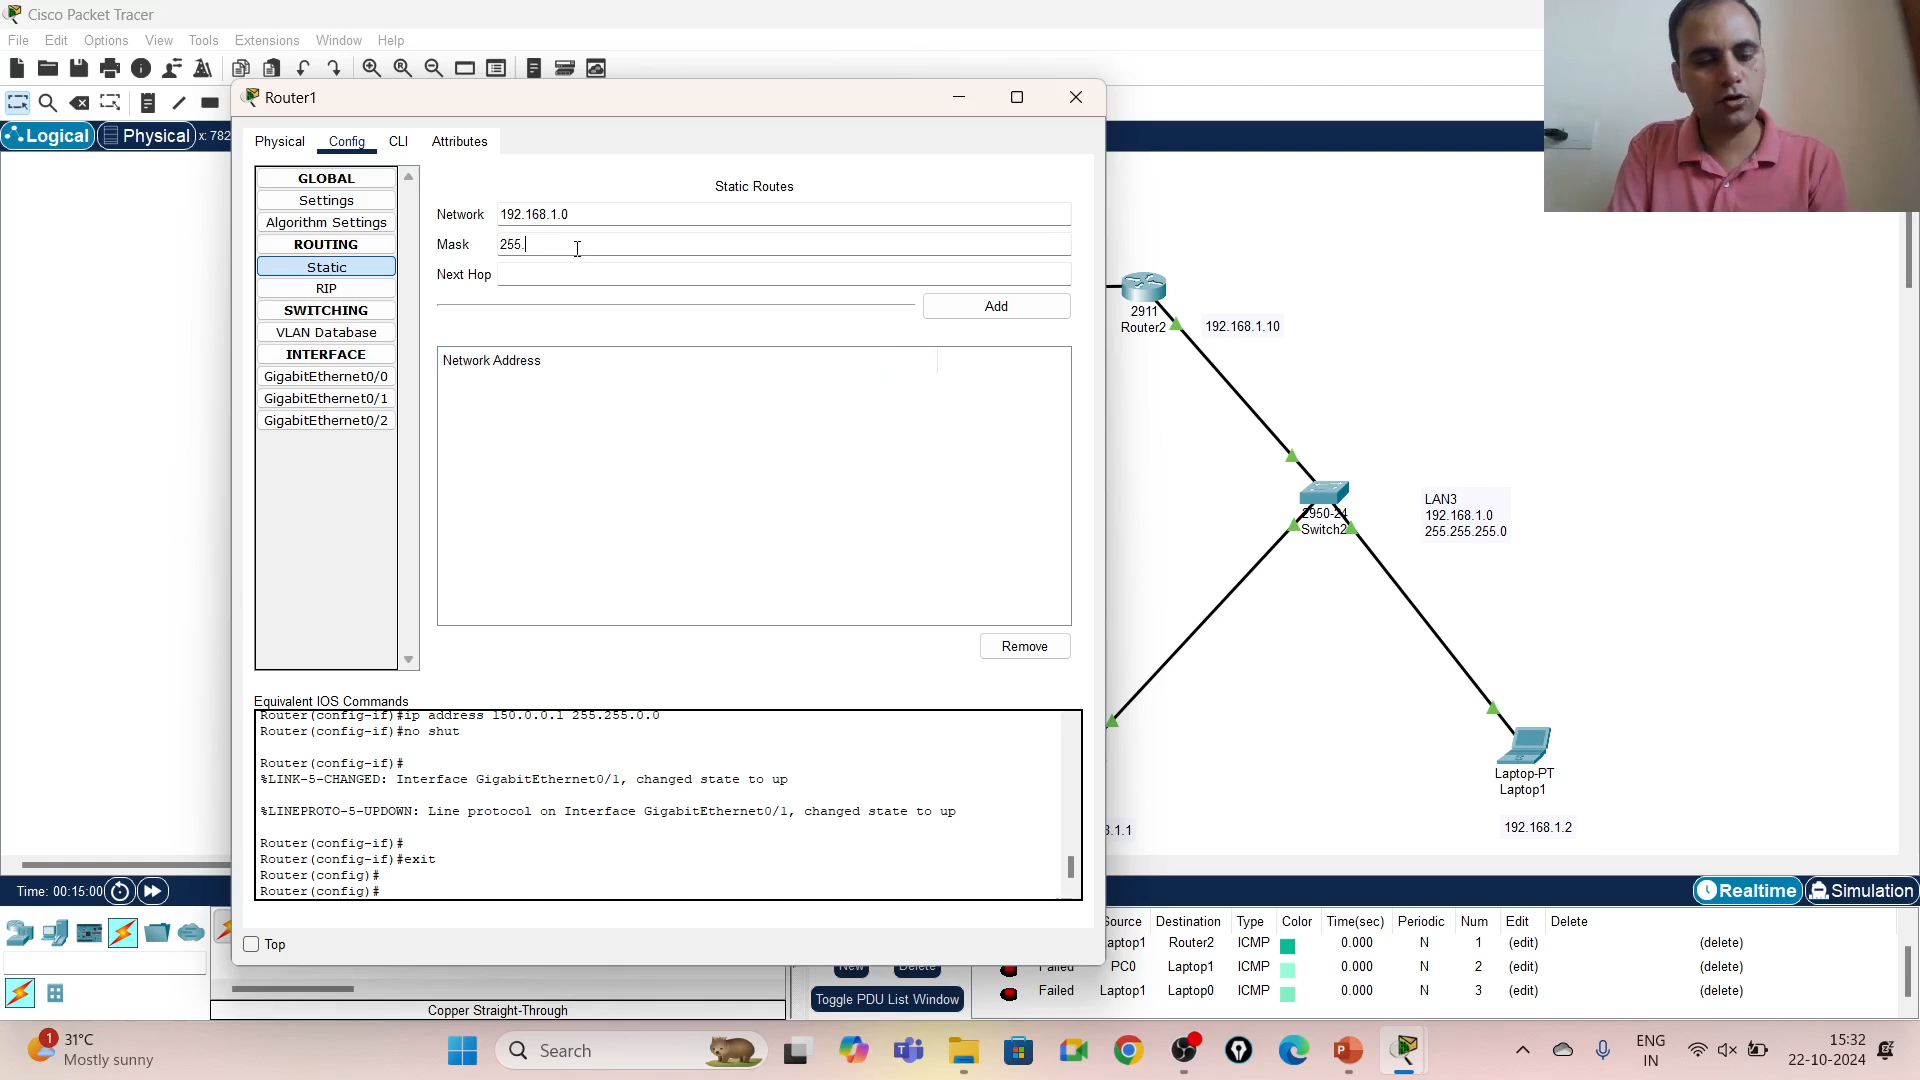 Cisco Packet Tracer
File Edit Options View Tools Extensions Window Help
Logical Physical x: 782
Router1
Physical Config CLI Attributes
GLOBAL
Settings
Algorithm Settings
ROUTING
Static
RIP
SWITCHING
VLAN Database
INTERFACE
GigabitEthernet0/0
GigabitEthernet0/1
GigabitEthernet0/2
Static Routes
Network 192.168.1.0
Mask 255.
Next Hop
Add
Network Address
Remove
Equivalent IOS Commands
Router(config-if)#ip address 150.0.0.1 255.255.0.0
Router(config-if)#no shut
Router(config-if)#
%LINK-5-CHANGED: Interface GigabitEthernet0/1, changed state to up
%LINEPROTO-5-UPDOWN: Line protocol on Interface GigabitEthernet0/1, changed state to up
Router(config-if)#
Router(config-if)#exit
Router(config)#
Router(config)#
Top
2911
Router2
192.168.1.10
2950-24
Switch2
LAN3
192.168.1.0
255.255.255.0
Laptop-PT
Laptop1
192.168.1.2
3.1.1
Time: 00:15:00
Realtime Simulation
Copper Straight-Through
New Delete
Toggle PDU List Window
Source Destination Type Color Time(sec) Periodic Num Edit Delete
aptop1 Router2 ICMP 0.000 N 1 (edit) (delete)
Failed PC0 Laptop1 ICMP 0.000 N 2 (edit) (delete)
Failed Laptop1 Laptop0 ICMP 0.000 N 3 (edit) (delete)
1
31°C
Mostly sunny
Search
ENG
IN
15:32
22-10-2024